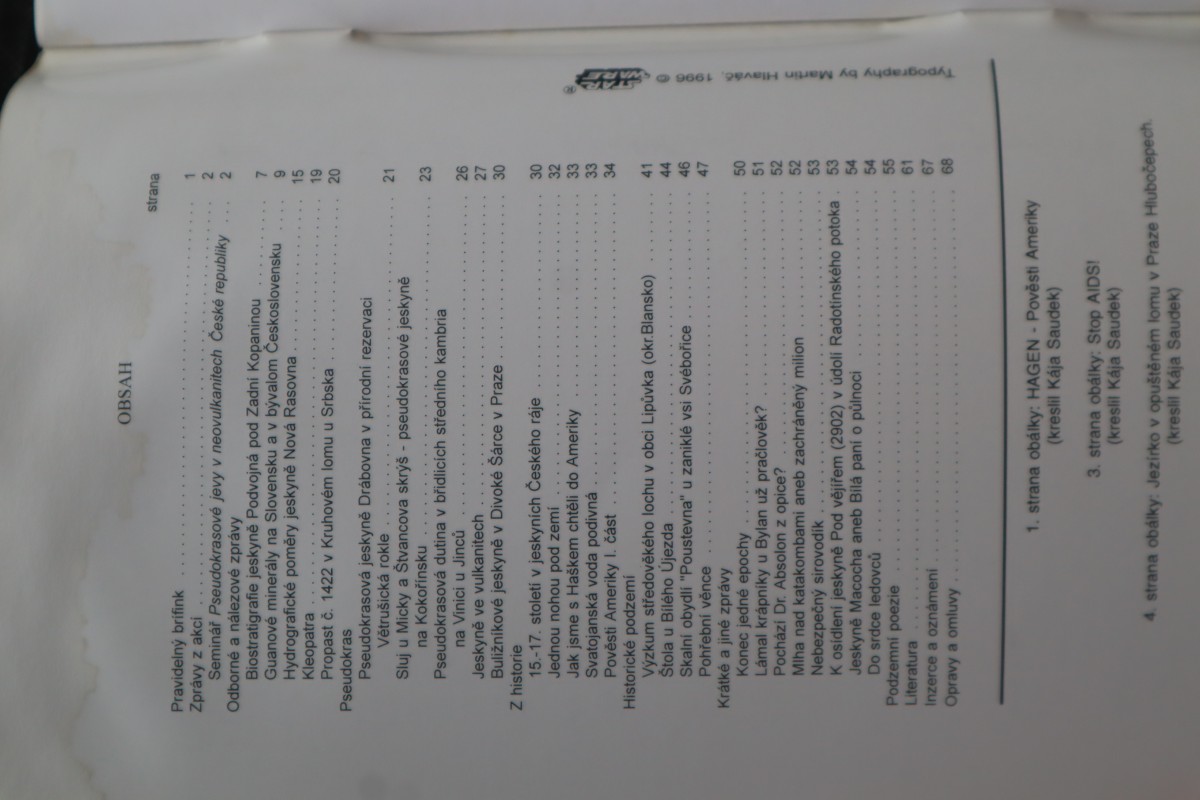 OBSAH
strana
Pravidelný brífink . . . . . . . . 1
Zprávy z akcí . . . . . . . . 2
Seminář Pseudokrasové jevy v neovulkanitech České republiky . . 2
Odborné a nálezové zprávy
Biostratigrafie jeskyně Podvojná pod Zadní Kopaninou . . . . . . . . 7
Guanové minerály na Slovensku a v bývalom Československu . . . . 9
Hydrografické poměry jeskyně Nová Rasovna . . . . . . . . 15
Kleopatra . . . . . . . . 19
Propast č. 1422 v Kruhovém lomu u Srbska . . . . . . . . 20
Pseudokras
Pseudokrasová jeskyně Drábovna v přírodní rezervaci
Větrušická rokle . . . . . . . . 21
Sluj u Micky a Štvancova skrýš - pseudokrasové jeskyně
na Kokořínsku . . . . . . . . 23
Pseudokrasová dutina v břidlicích středního kambria
na Vinici u Jinců . . . . . . . . 26
Jeskyně ve vulkanitech . . . . . . . . 27
Buližníkové jeskyně v Divoké Šárce v Praze . . . . . . . . 30
Z historie
15.-17. století v jeskyních Českého ráje . . . . . . . . 30
Jednou nohou pod zemí . . . . . . . . 32
Jak jsme s Haškem chtěli do Ameriky . . . . . . . . 33
Svatojanská voda podivná . . . . . . . . 33
Pověsti Ameriky I. část . . . . . . . . 34
Historické podzemí
Výzkum středověkého lochu v obci Lipůvka (okr.Blansko) . . . . . . . . 41
Štola u Bílého Újezda . . . . . . . . 44
Skalní obydlí "Poustevna" u zaniklé vsi Svébořice . . . . . . . . 46
Pohřební věnce . . . . . . . . 47
Krátké a jiné zprávy
Konec jedné epochy . . . . . . . . 50
Lámal krápníky u Bylan už pračlověk? . . . . . . . . 51
Pochází Dr. Absolon z opice? . . . . . . . . 52
Mlha nad katakombami aneb zachráněný milion . . . . . . . . 52
Nebezpečný sirovodík . . . . . . . . 53
K osídlení jeskyně Pod vějířem (2902) v údolí Radotínského potoka 53
Jeskyně Macocha aneb Bílá paní o půlnoci . . . . . . . . 54
Do srdce ledovců . . . . . . . . 54
Podzemní poezie . . . . . . . . 55
Literatura . . . . . . . . 61
Inzerce a oznámení . . . . . . . . 67
Opravy a omluvy . . . . . . . . 68
Typography by Martin Hlaváč. 1996 © STAR WARE ®
1. strana obálky: HAGEN - Pověsti Ameriky
(kreslil Kája Saudek)
3. strana obálky: Stop AIDS!
(kreslil Kája Saudek)
4. strana obálky: Jezírko v opuštěném lomu v Praze Hlubočepech.
(kreslil Kája Saudek)